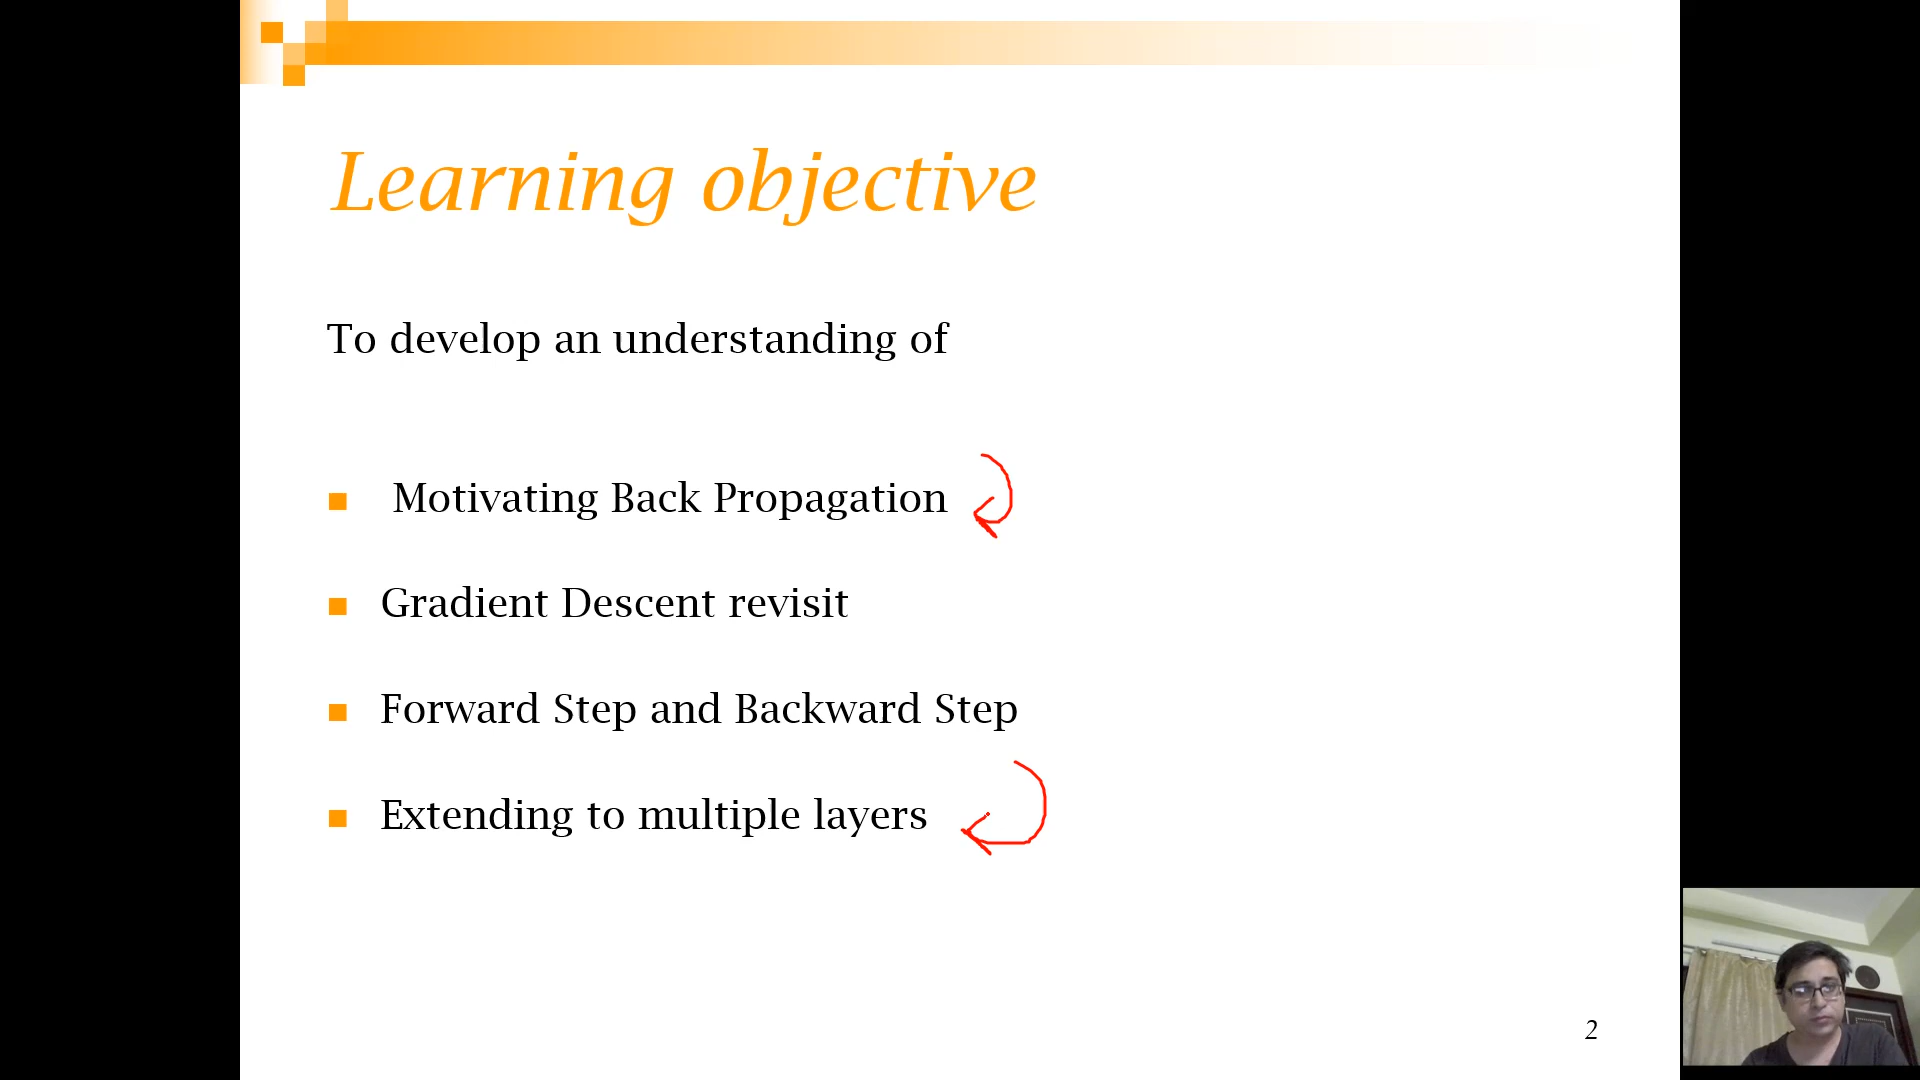 Learning objective
To develop an understanding of
Motivating Back Propagation
Gradient Descent revisit
Forward Step and Backward Step
Extending to multiple layers
2